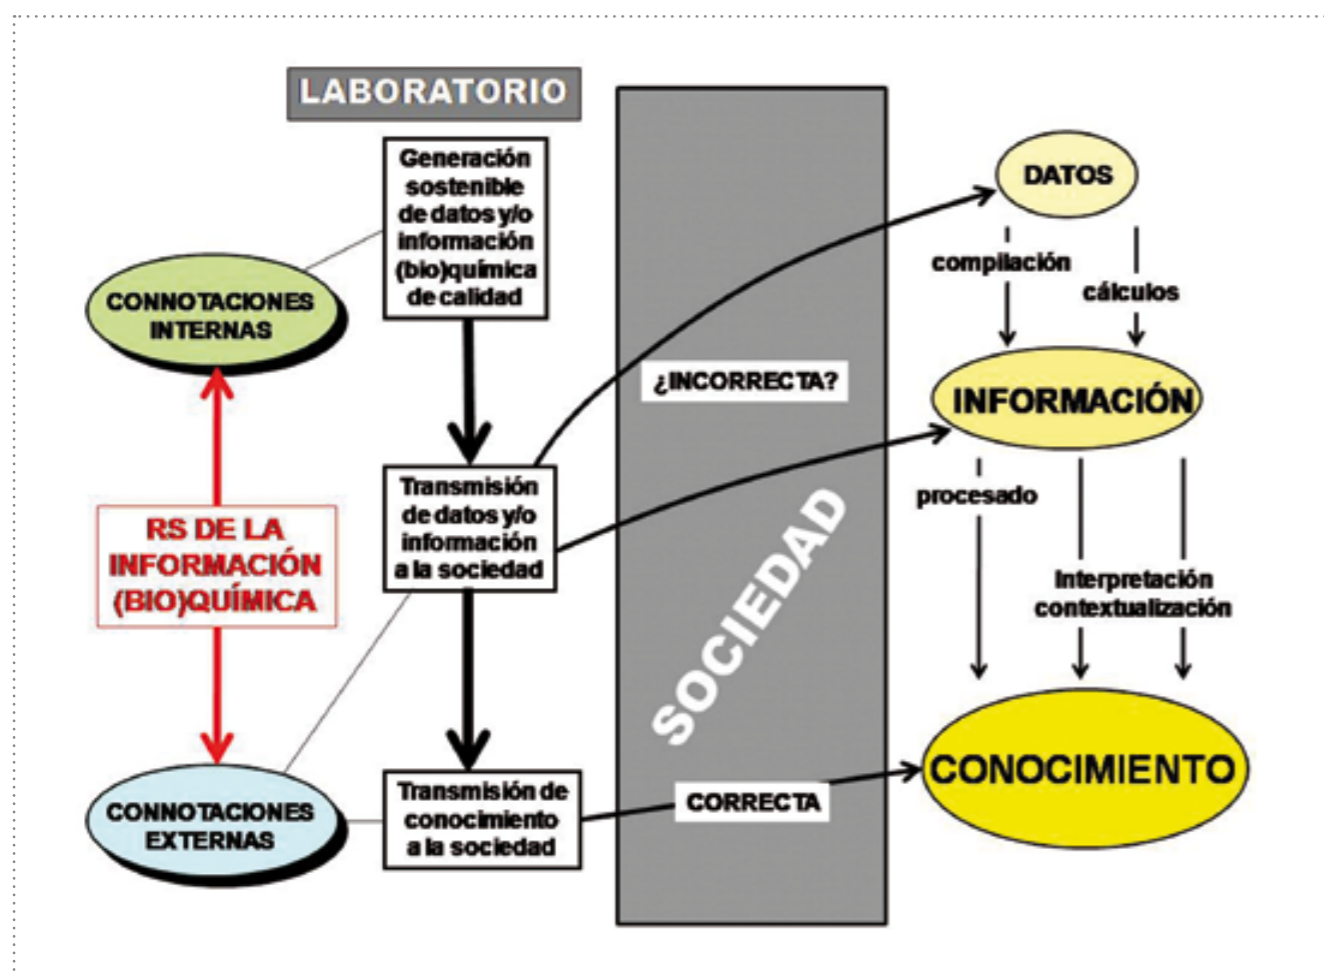 LABORATORIO
Generación
sostenible
de datos y/o
información
(bio)química
de calidad
CONNOTACIONES
INTERNAS
RS DE LA
INFORMACIÓN
(BIO)QUÍMICA
Transmisión
de datos y/o
información
a la sociedad
CONNOTACIONES
EXTERNAS
Transmisión de
conocimiento
a la sociedad
¿INCORRECTA?
SOCIEDAD
CORRECTA
DATOS
compilación
cálculos
INFORMACIÓN
procesado
Interpretación
contextualización
CONOCIMIENTO